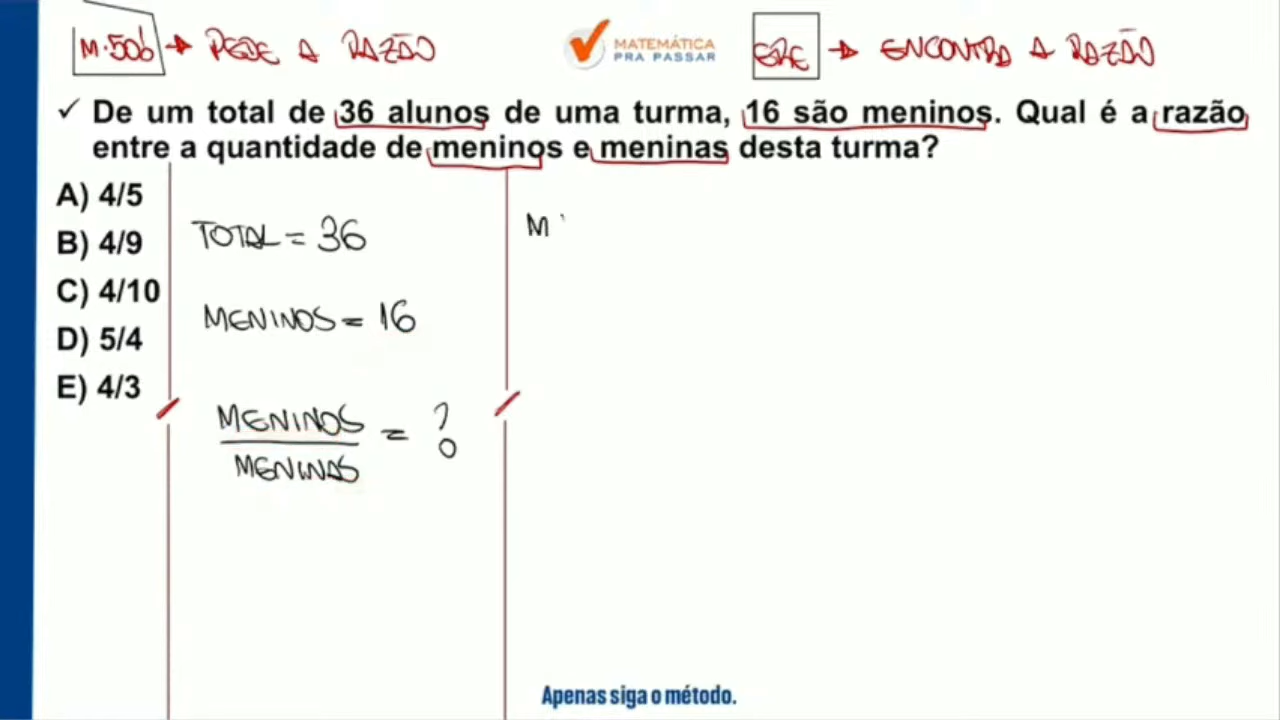 M.50b → PEDE A RAZÃO
MATEMÁTICA
PRA PASSAR
→ ENCONTRA A RAZÃO
✓ De um total de 36 alunos de uma turma, 16 são meninos. Qual é a razão
entre a quantidade de meninos e meninas desta turma?
A) 4/5
B) 4/9
C) 4/10
D) 5/4
E) 4/3
TOTAL = 36
MENINOS = 16
MENINOS
MENINAS
= ?
M
Apenas siga o método.